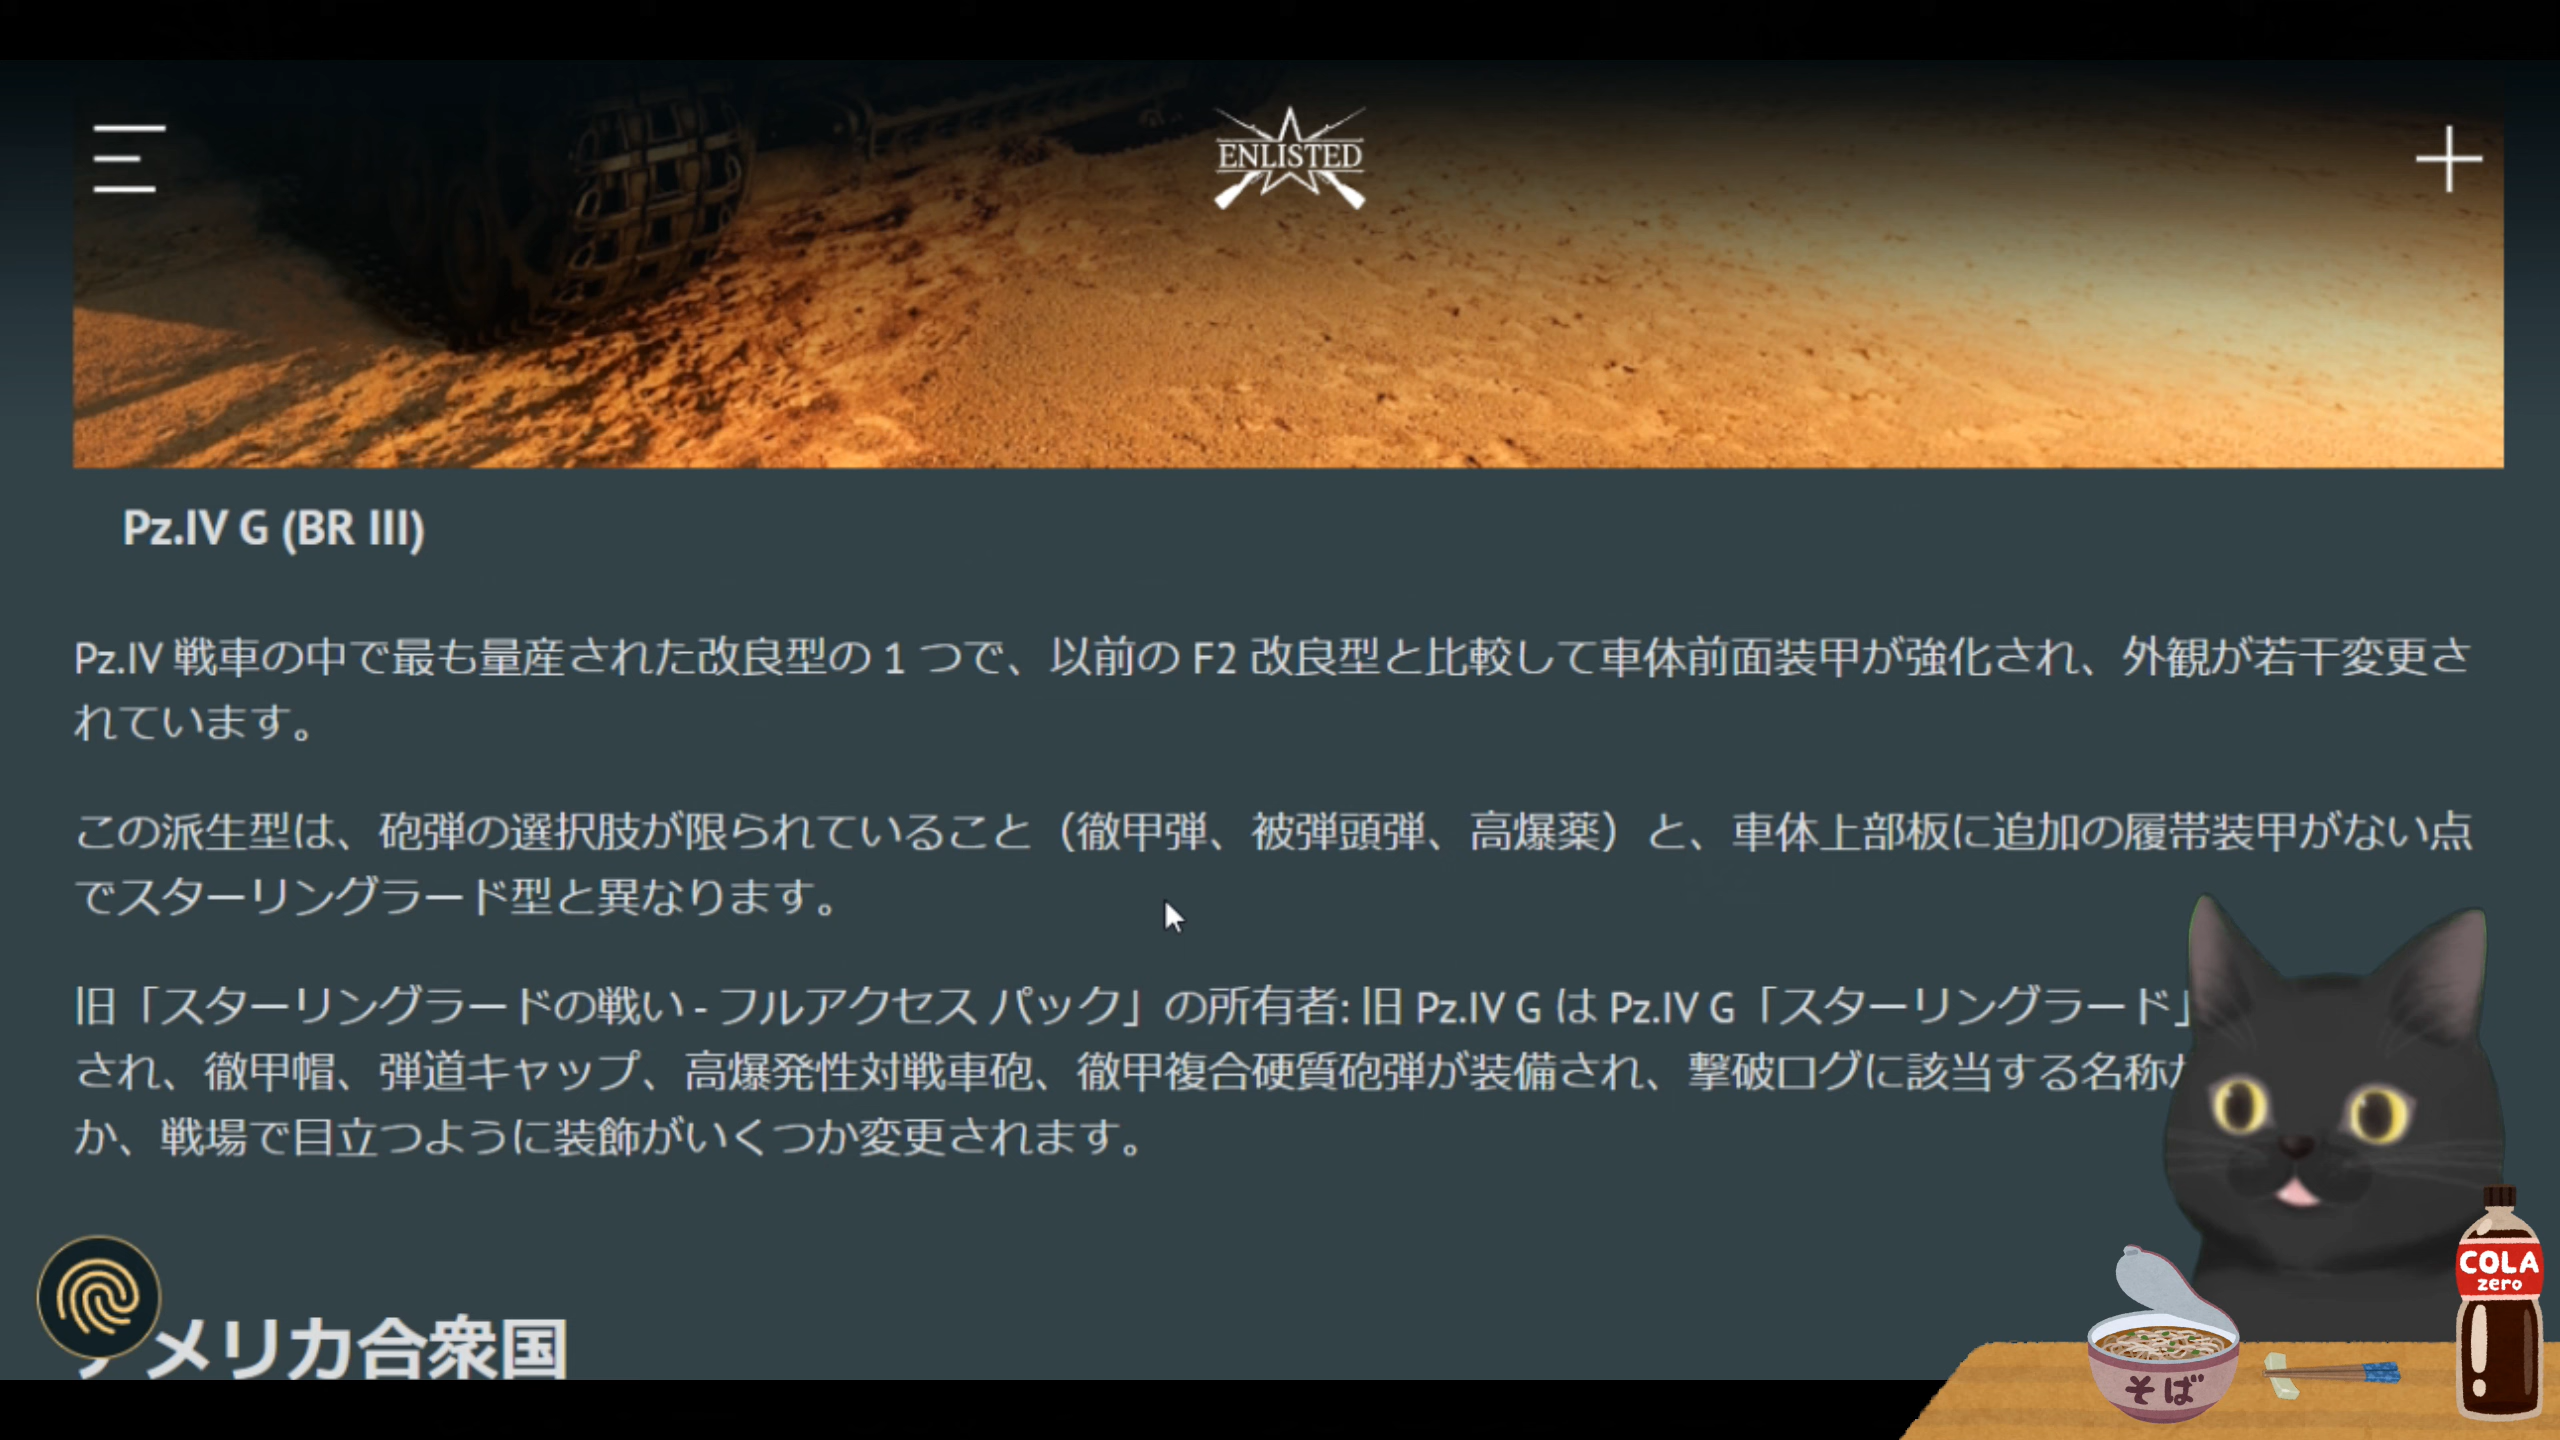 ENLISTED
Pz.IV G (BR III)
Pz.IV 戦車の中で最も量産された改良型の 1 つで、以前の F2 改良型と比較して車体前面装甲が強化され、外観が若干変更さ
れています。
この派生型は、砲弾の選択肢が限られていること（徹甲弾、被弾頭弾、高爆薬）と、車体上部板に追加の履帯装甲がない点
でスターリングラード型と異なります。
旧「スターリングラードの戦い - フルアクセス パック」の所有者: 旧 Pz.IV G は Pz.IV G「スターリングラード」
され、徹甲帽、弾道キャップ、高爆発性対戦車砲、徹甲複合硬質砲弾が装備され、撃破ログに該当する名称が
か、戦場で目立つように装飾がいくつか変更されます。
アメリカ合衆国
COLA
zero
そば